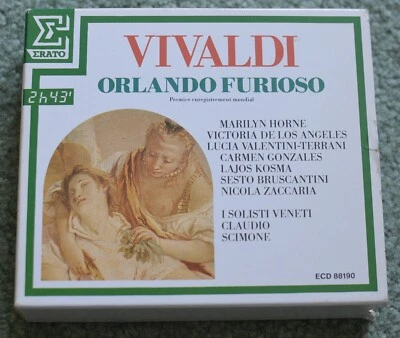 ERATO
VIVALDI
ORLANDO FURIOSO
Premier enregistrement mondial
2h43'
MARILYN HORNE
VICTORIA DE LOS ANGELES
LUCIA VALENTINI-TERRANI
CARMEN GONZALES
LAJOS KOSMA
SESTO BRUSCANTINI
NICOLA ZACCARIA
I SOLISTI VENETI
CLAUDIO
SCIMONE
ECD 88190